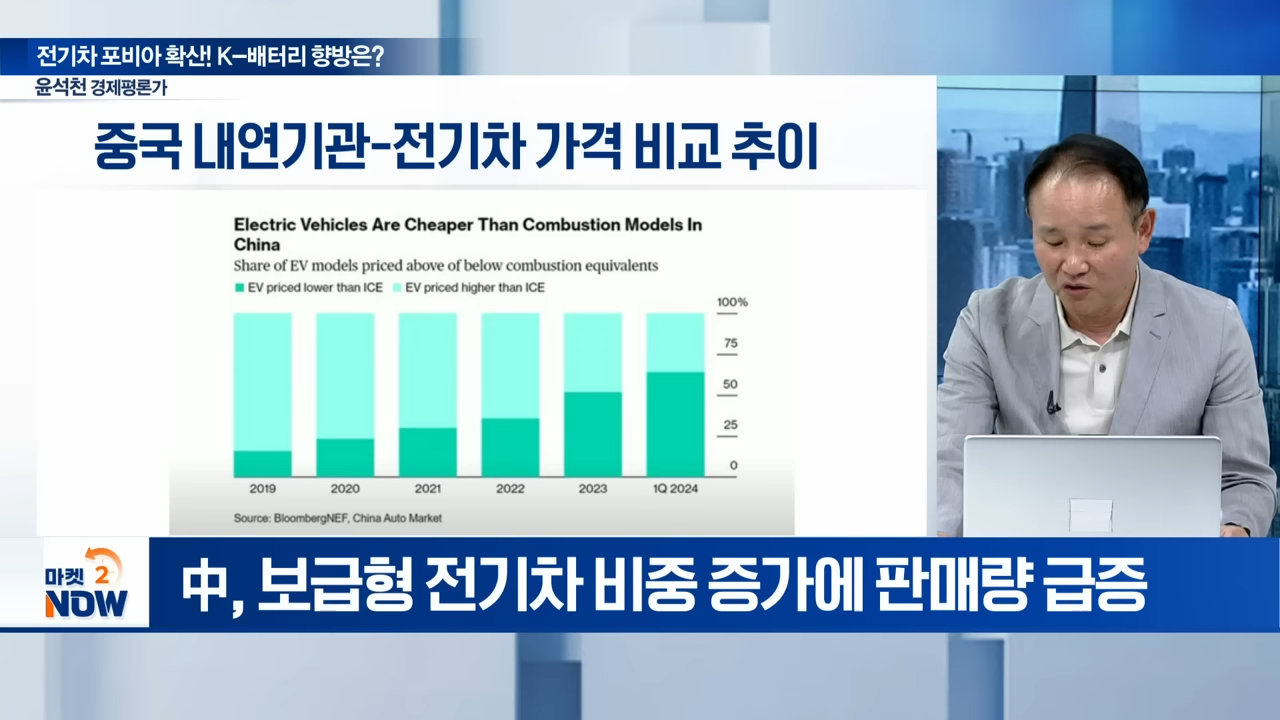 전기차 포비아 확산! K-배터리 향방은?
윤석천 경제평론가
중국 내연기관-전기차 가격 비교 추이
Electric Vehicles Are Cheaper Than Combustion Models In
China
Share of EV models priced above of below combustion equivalents
EV priced lower than ICE EV priced higher than ICE
100%
75
50
25
0
2019 2020 2021 2022 2023 1Q 2024
Source: BloombergNEF, China Auto Market
마켓 2
NOW
中, 보급형 전기차 비중 증가에 판매량 급증